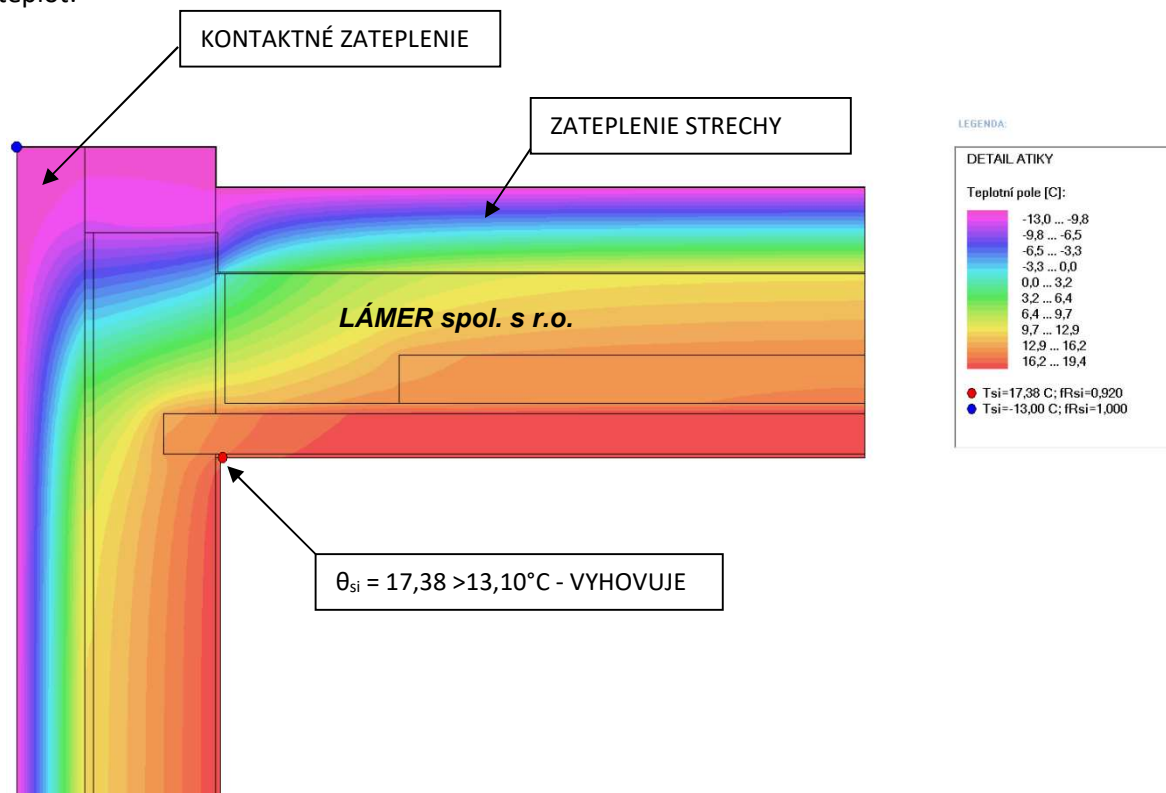 teplôt.
KONTAKTNÉ ZATEPLENIE
ZATEPLENIE STRECHY
LEGENDA:
DETAIL ATIKY
Teplotní pole [C]:
-13,0 ... -9,8
-9,8 ... -6,5
-6,5 ... -3,3
-3,3 ... 0,0
0,0 ... 3,2
3,2 ... 6,4
6,4 ... 9,7
9,7 ... 12,9
12,9 ... 16,2
16,2 ... 19,4
Tsi=17,38 C; fRsi=0,920
Tsi=-13,00 C; fRsi=1,000
LÁMER spol. s r.o.
θsi = 17,38 >13,10°C - VYHOVUJE